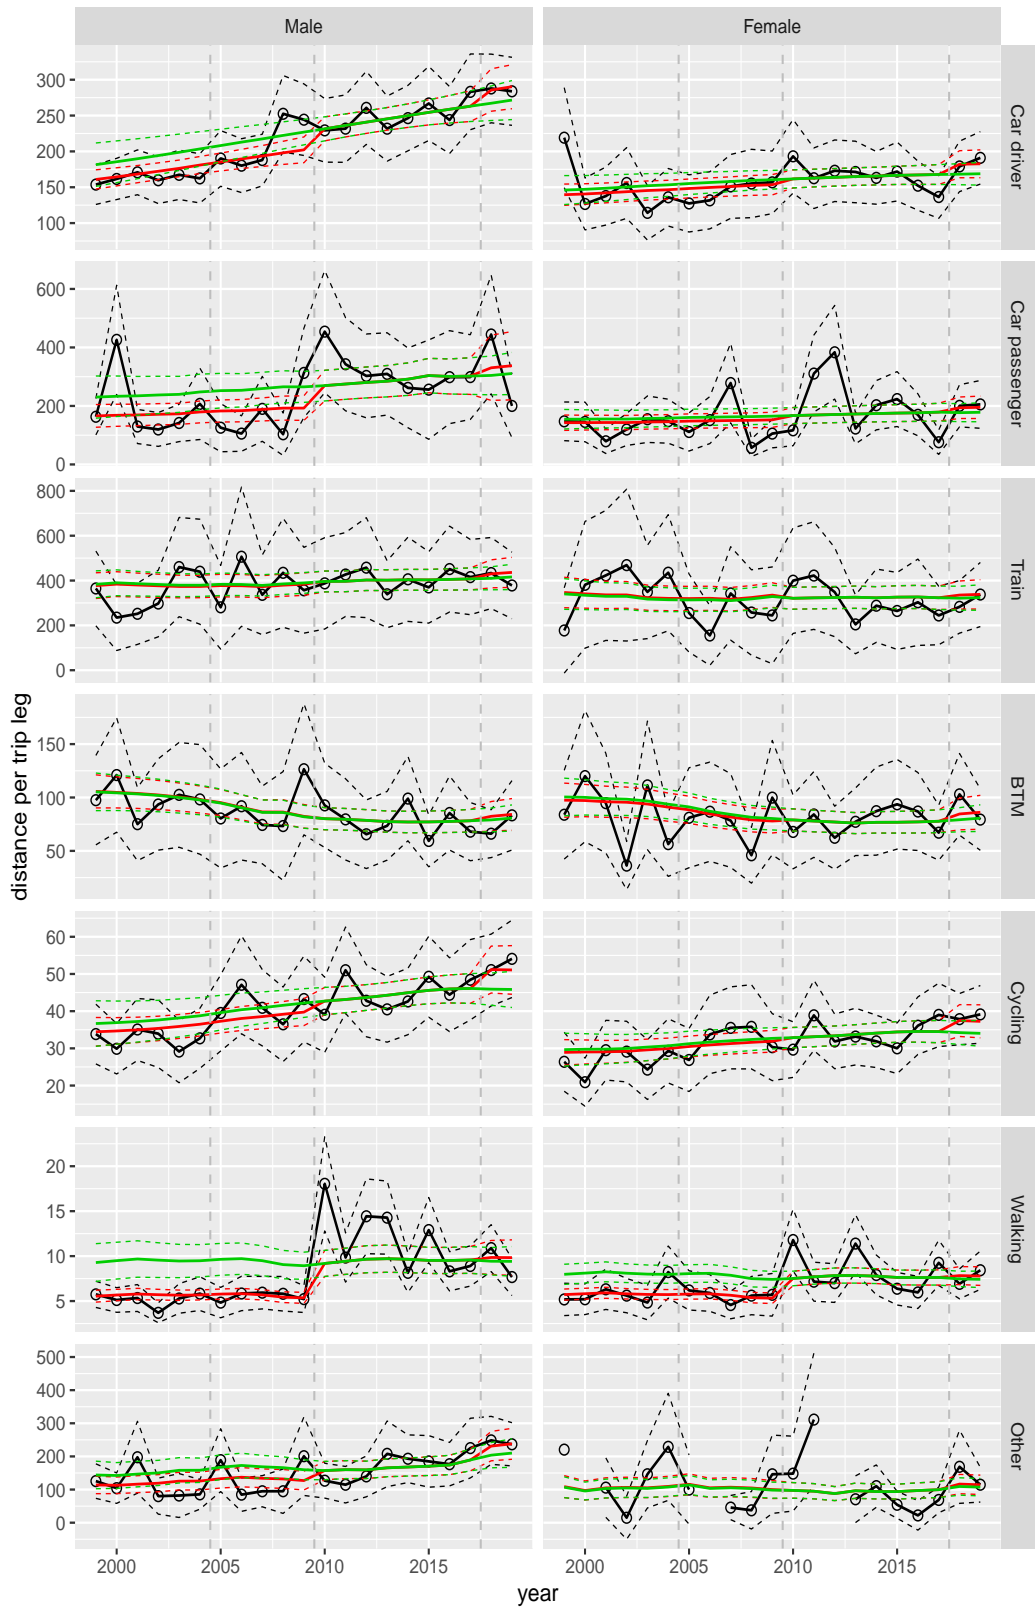 Male Female
300
250
200
150
100
Car driver
600
400
200
0
Car passenger
800
600
400
200
0
Train
150
100
50
BTM
60
50
40
30
20
Cycling
20
15
10
5
Walking
500
400
300
200
100
0
Other
distance per trip leg
2000 2005 2010 2015 2000 2005 2010 2015
year